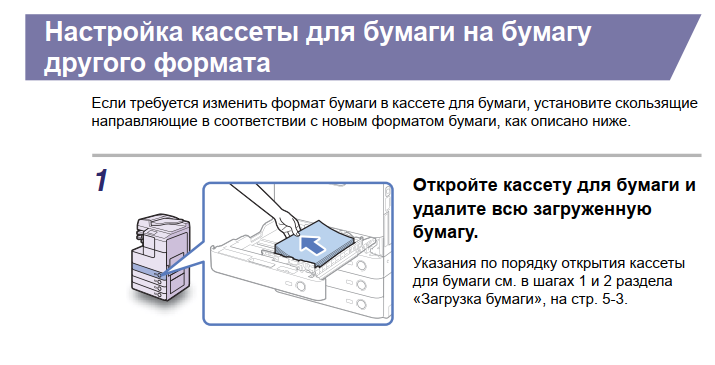 Настройка кассеты для бумаги на бумагу
другого формата
Если требуется изменить формат бумаги в кассете для бумаги, установите скользящие
направляющие в соответствии с новым форматом бумаги, как описано ниже.
1
Откройте кассету для бумаги и
удалите всю загруженную
бумагу.
Указания по порядку открытия кассеты
для бумаги см. в шагах 1 и 2 раздела
«Загрузка бумаги», на стр. 5-3.